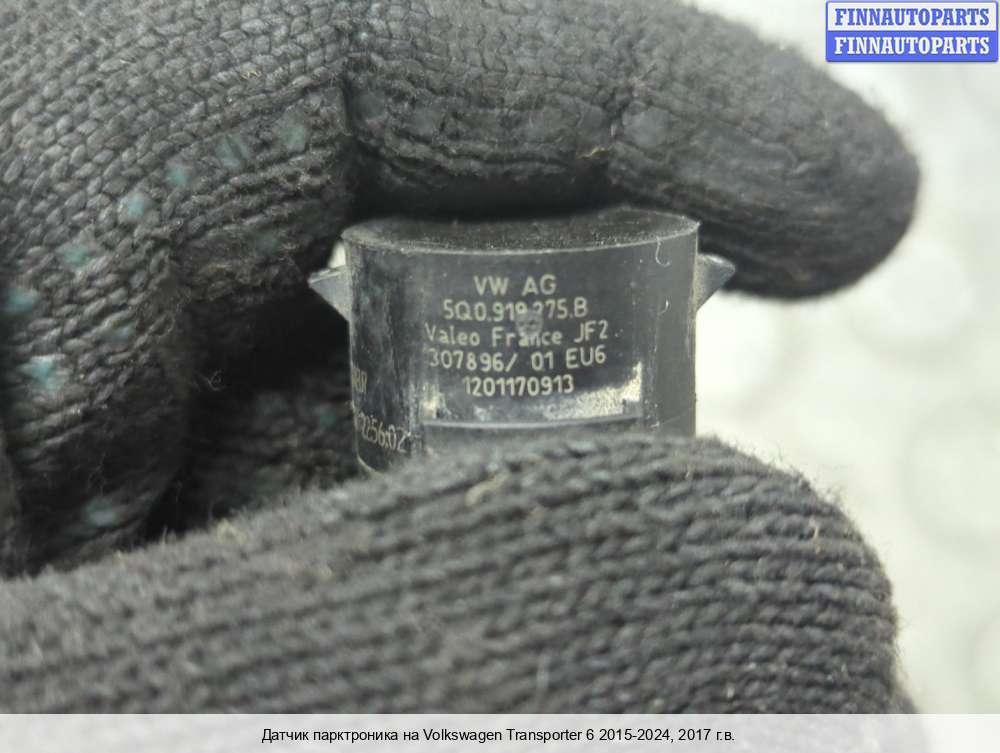 FINNAUTOPARTS
FINNAUTOPARTS
VW AG
5Q0.919.275.B
Valeo France JF2
307896/ 01 EU6
1201170913
Датчик парктроника на Volkswagen Transporter 6 2015-2024, 2017 г.в.